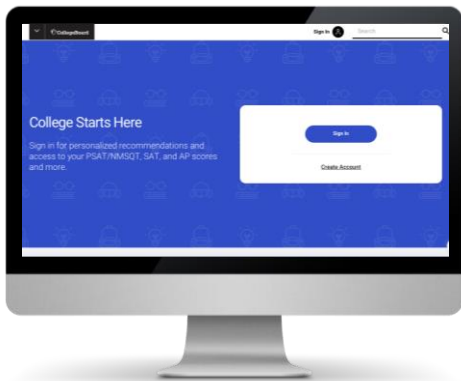 CollegeBoard
Sign In
Search
College Starts Here
Sign in for personalized recommendations and
access to your PSAT/NMSQT, SAT, and AP scores
and more.
Sign In
Create Account